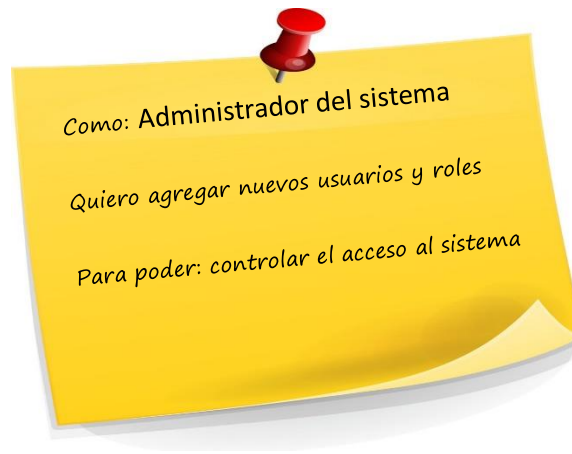 Como: Administrador del sistema
Quiero agregar nuevos usuarios y roles
Para poder: controlar el acceso al sistema